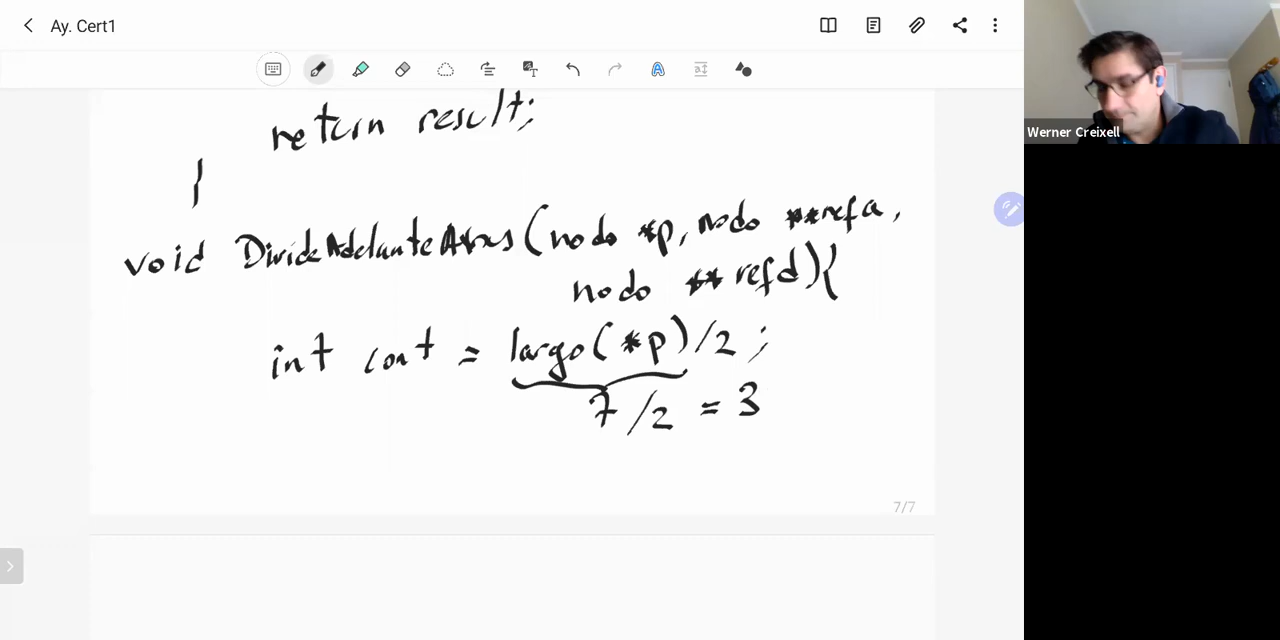 Ay. Cert1
return result;
}
void DivideAdelanteAtras(nodo *p, nodo **refa,
nodo **refd){
int cont = largo(*p)/2;
7/2 = 3
7/7
Werner Creixell